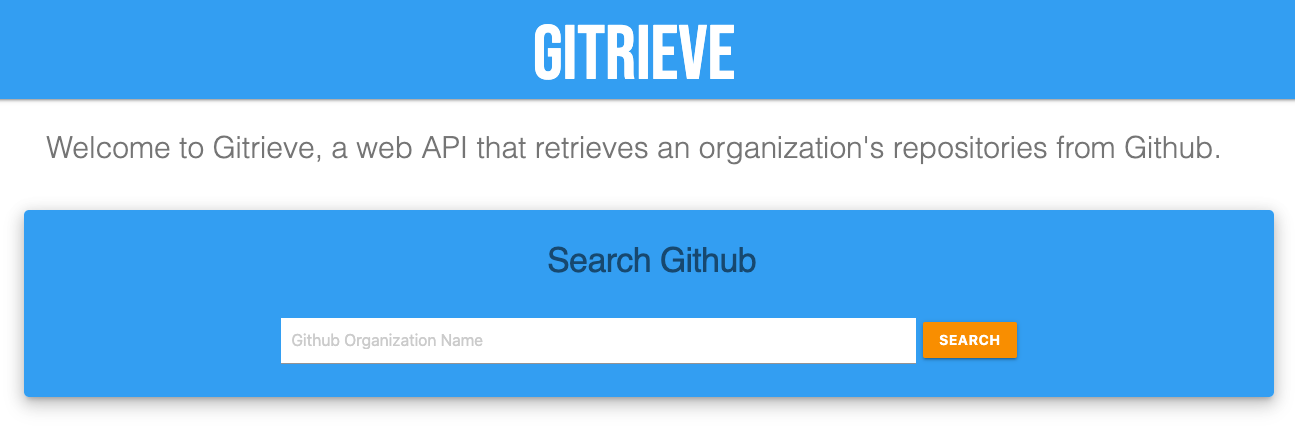 GITRIEVE
Welcome to Gitrieve, a web API that retrieves an organization's repositories from Github.
Search Github
Github Organization Name
SEARCH